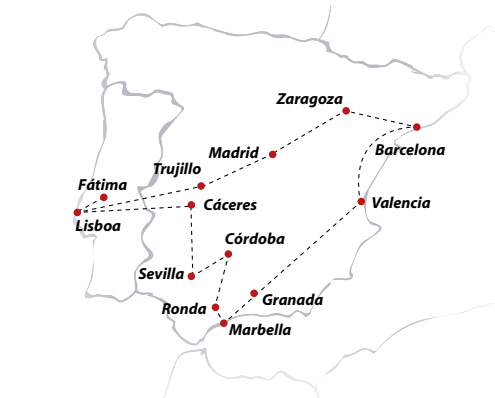 Zaragoza
Barcelona
Madrid
Trujillo
Fátima
Cáceres
Valencia
Lisboa
Córdoba
Sevilla
Granada
Ronda
Marbella